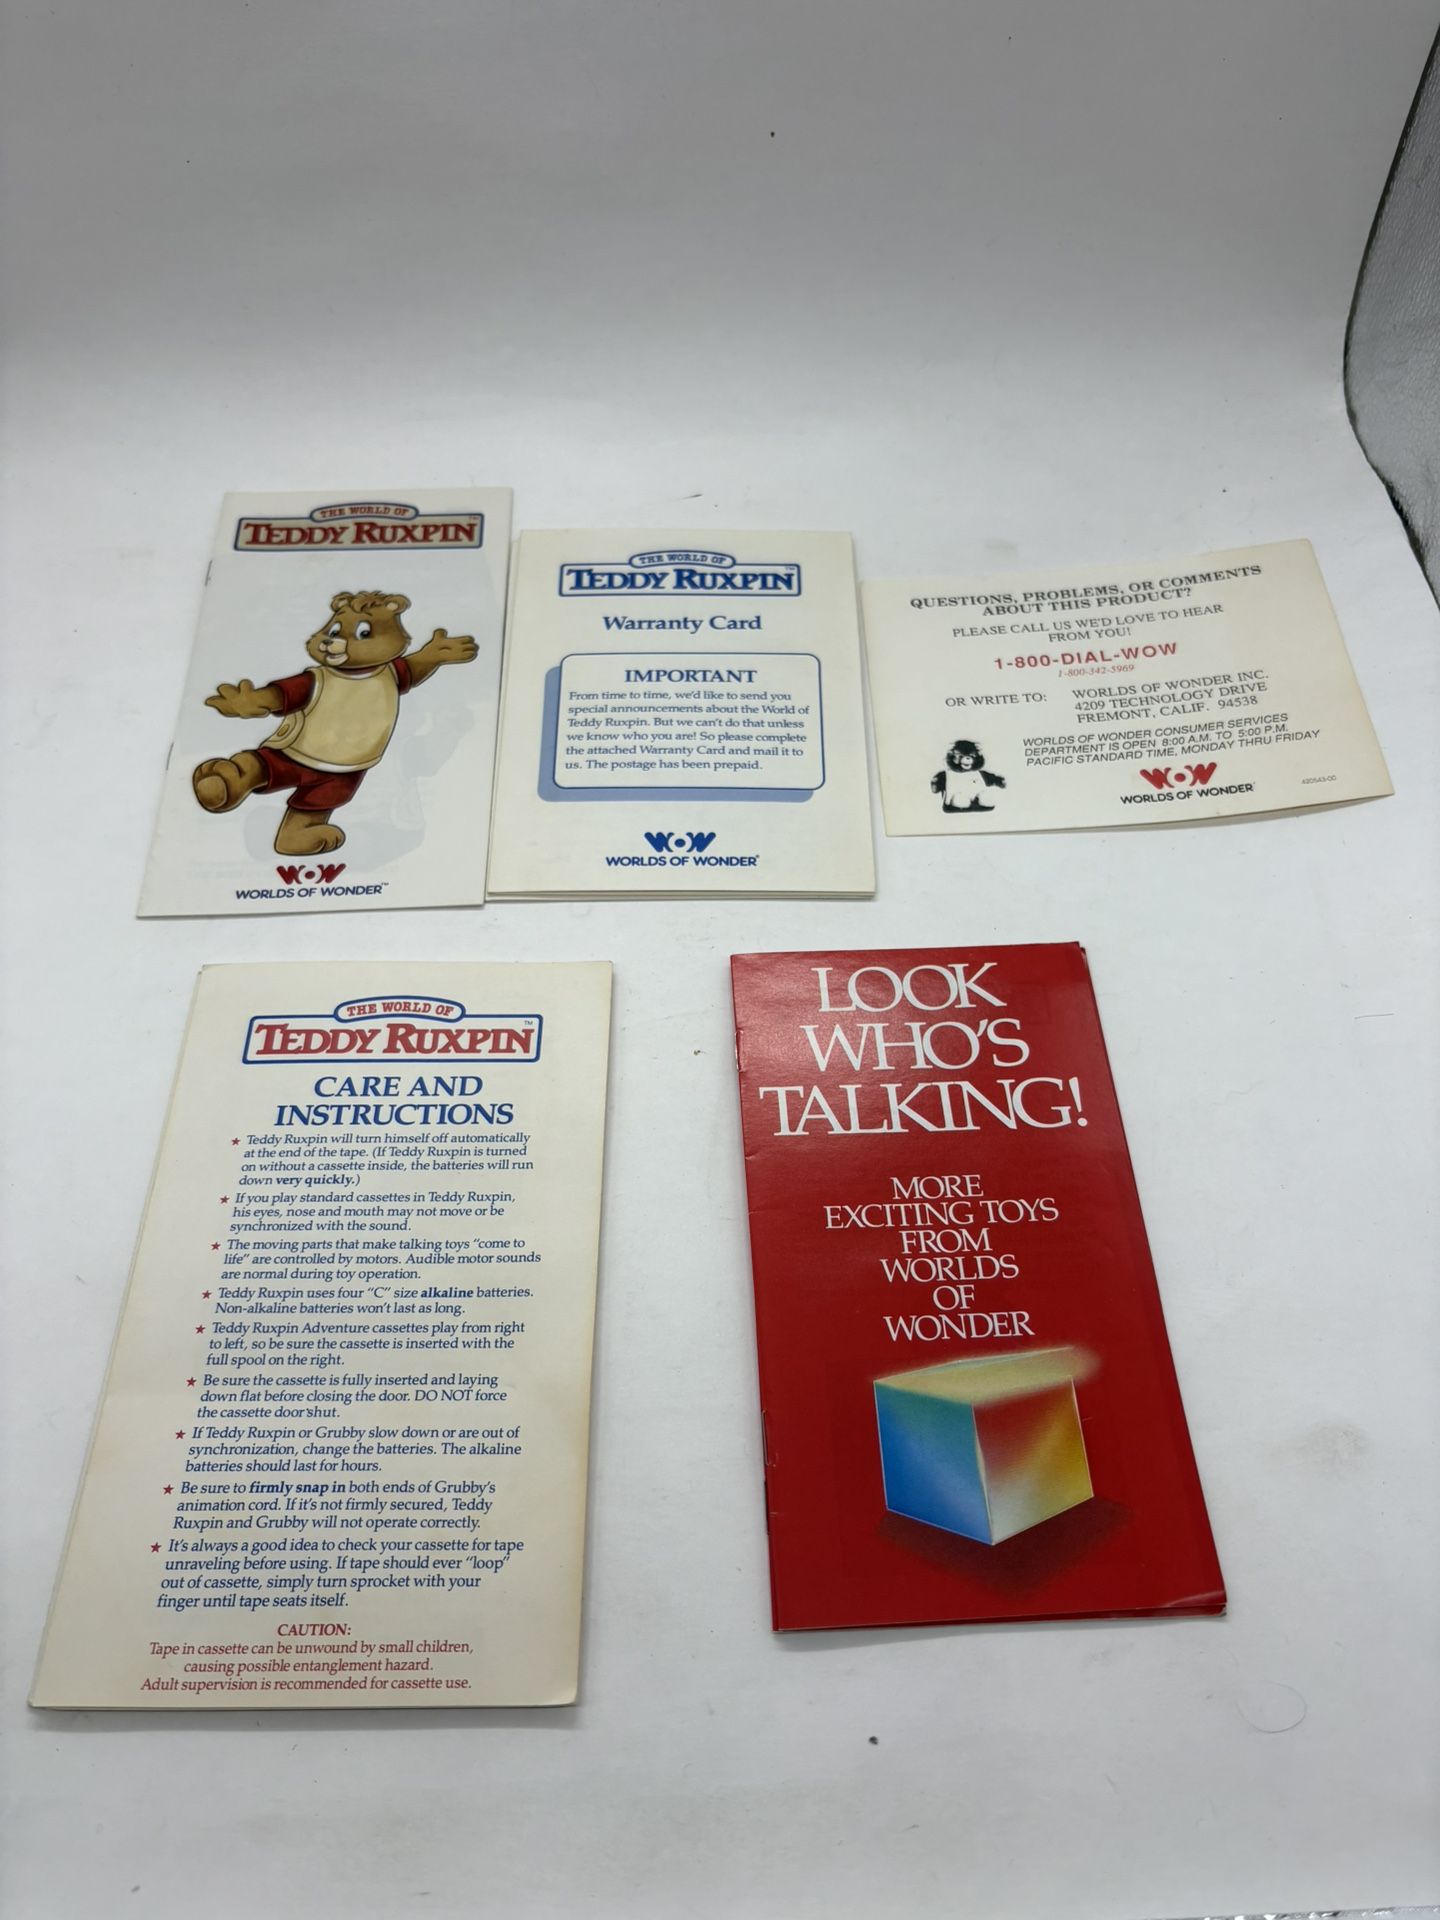 THE WORLD OF
TEDDY RUXPIN™
WOW
WORLDS OF WONDER™
THE WORLD OF
TEDDY RUXPIN™
Warranty Card
IMPORTANT
From time to time, we'd like to send you
special announcements about the World of
Teddy Ruxpin. But we can't do that unless
we know who you are! So please complete
the attached Warranty Card and mail it to
us. The postage has been prepaid.
WOW
WORLDS OF WONDER®
QUESTIONS, PROBLEMS, OR COMMENTS
ABOUT THIS PRODUCT?
PLEASE CALL US WE'D LOVE TO HEAR
FROM YOU!
1-800-DIAL-WOW
1-800-342-5969
OR WRITE TO: WORLDS OF WONDER INC.
4209 TECHNOLOGY DRIVE
FREMONT, CALIF. 94538
WORLDS OF WONDER CONSUMER SERVICES
DEPARTMENT IS OPEN 8:00 A.M. TO 5:00 P.M.
PACIFIC STANDARD TIME, MONDAY THRU FRIDAY
WOW
WORLDS OF WONDER®
420543-00
THE WORLD OF
TEDDY RUXPIN™
CARE AND
INSTRUCTIONS
★ Teddy Ruxpin will turn himself off automatically
at the end of the tape. (If Teddy Ruxpin is turned
on without a cassette inside, the batteries will run
down very quickly.)
★ If you play standard cassettes in Teddy Ruxpin,
his eyes, nose and mouth may not move or be
synchronized with the sound.
★ The moving parts that make talking toys "come to
life" are controlled by motors. Audible motor sounds
are normal during toy operation.
★ Teddy Ruxpin uses four "C" size alkaline batteries.
Non-alkaline batteries won't last as long.
★ Teddy Ruxpin Adventure cassettes play from right
to left, so be sure the cassette is inserted with the
full spool on the right.
★ Be sure the cassette is fully inserted and laying
down flat before closing the door. DO NOT force
the cassette door shut.
★ If Teddy Ruxpin or Grubby slow down or are out of
synchronization, change the batteries. The alkaline
batteries should last for hours.
★ Be sure to firmly snap in both ends of Grubby's
animation cord. If it's not firmly secured, Teddy
Ruxpin and Grubby will not operate correctly.
★ It's always a good idea to check your cassette for tape
unraveling before using. If tape should ever "loop"
out of cassette, simply turn sprocket with your
finger until tape seats itself.
CAUTION:
Tape in cassette can be unwound by small children,
causing possible entanglement hazard.
Adult supervision is recommended for cassette use.
LOOK
WHO'S
TALKING!
MORE
EXCITING TOYS
FROM
WORLDS
OF
WONDER